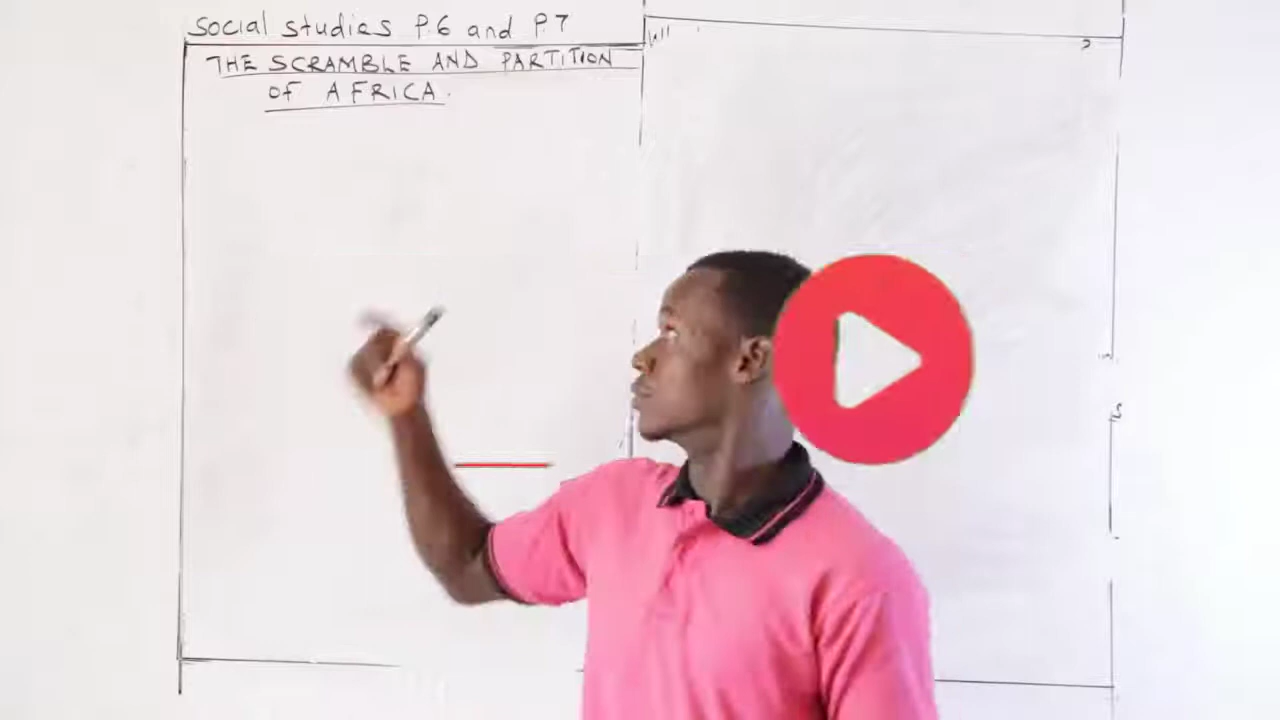 Social studies P.6 and P.7
THE SCRAMBLE AND PARTITION
OF AFRICA.